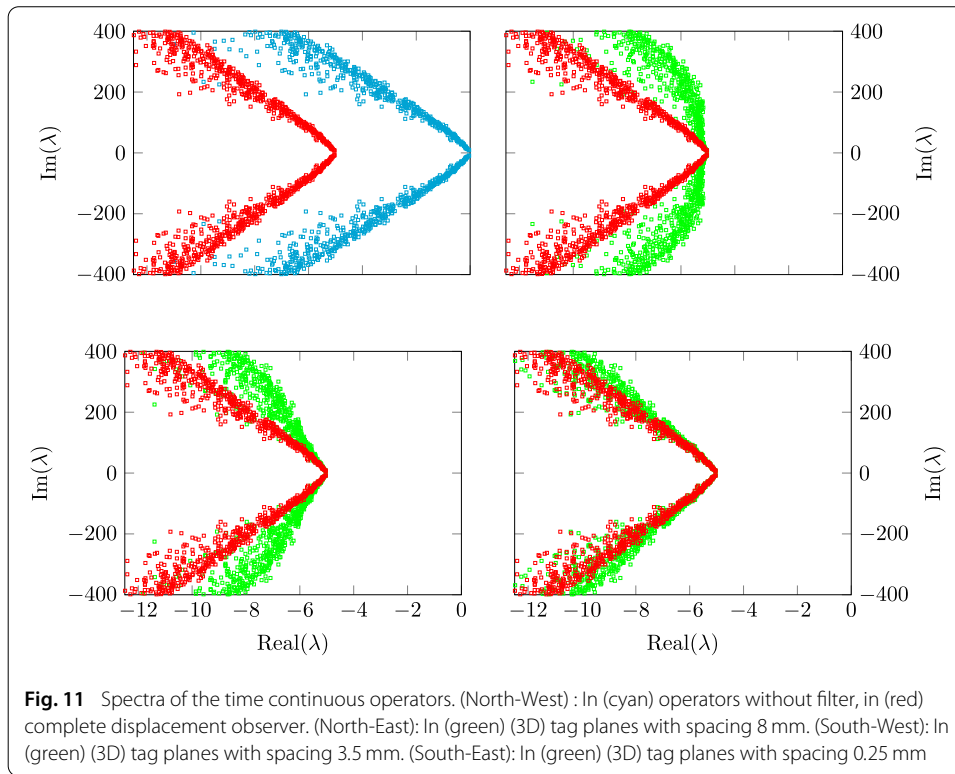 400
200
0
−200
−400
Im(λ)
400
200
0
−200
−400
Im(λ)
400
200
0
−200
−400
Im(λ)
−12 −10 −8 −6 −4 −2 0
Real(λ)
400
200
0
−200
−400
Im(λ)
−12 −10 −8 −6 −4 −2 0
Real(λ)
Fig. 11 Spectra of the time continuous operators. (North-West) : In (cyan) operators without filter, in (red)
complete displacement observer. (North-East): In (green) (3D) tag planes with spacing 8 mm. (South-West): In
(green) (3D) tag planes with spacing 3.5 mm. (South-East): In (green) (3D) tag planes with spacing 0.25 mm